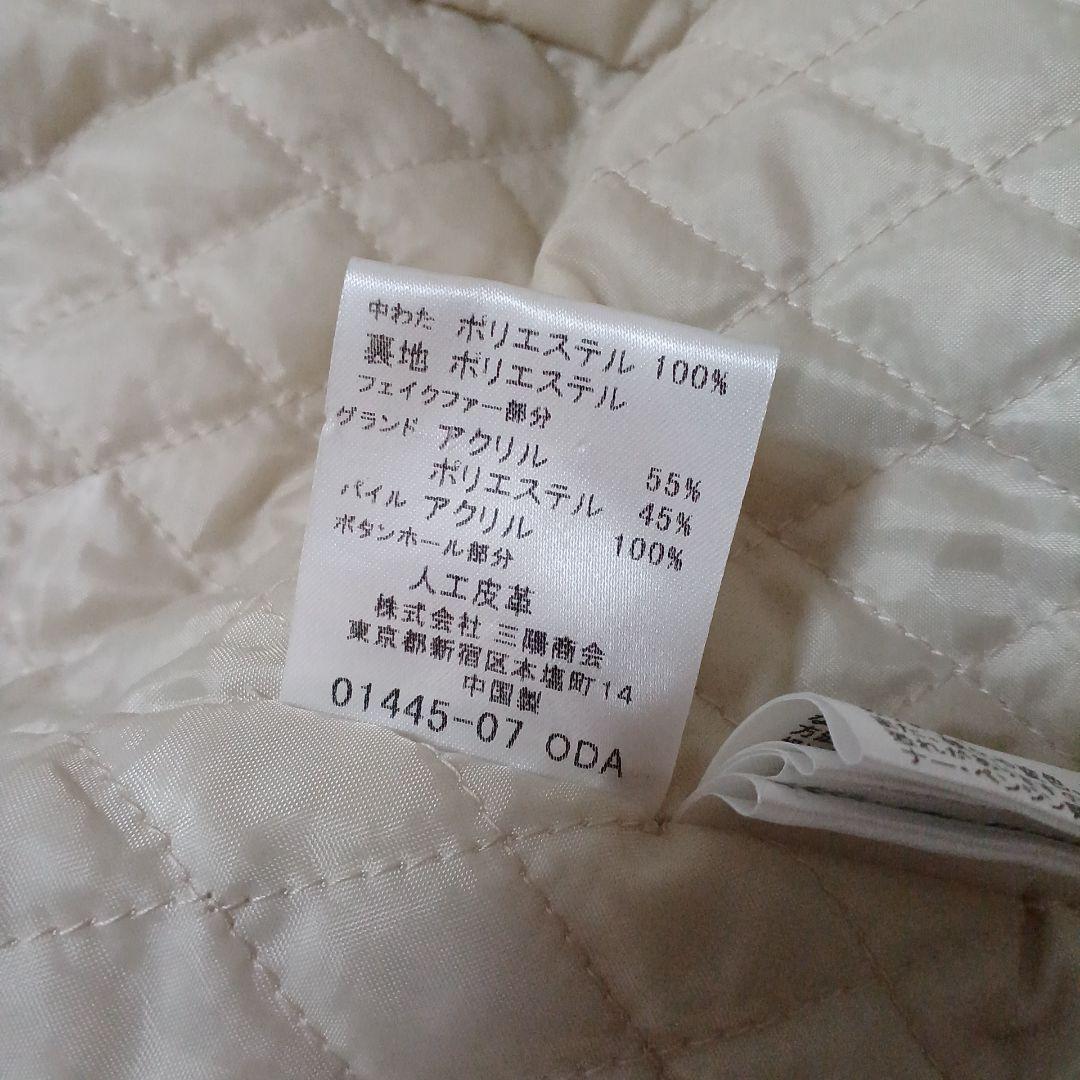 中わた ポリエステル 100%
裏地 ポリエステル
フェイクファー部分
グランド アクリル 55%
ポリエステル 45%
パイル アクリル 100%
ボタンホール部分
人工皮革
株式会社 三陽商会
東京都新宿区本塩町14
中国製
01445-07 ODA